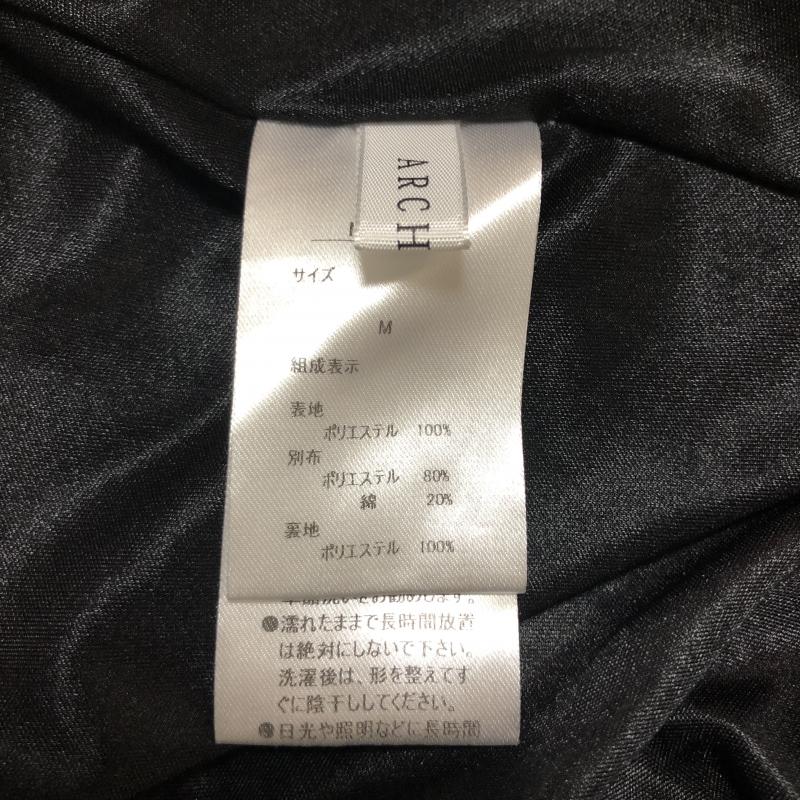 ARCH
サイズ
M
組成表示
表地
ポリエステル 100%
別布
ポリエステル 80%
綿 20%
裏地
ポリエステル 100%
●濡れたままで長時間放置
は絶対にしないで下さい。
洗濯後は、形を整えてす
ぐに陰干ししてください。
●日光や照明などに長時間